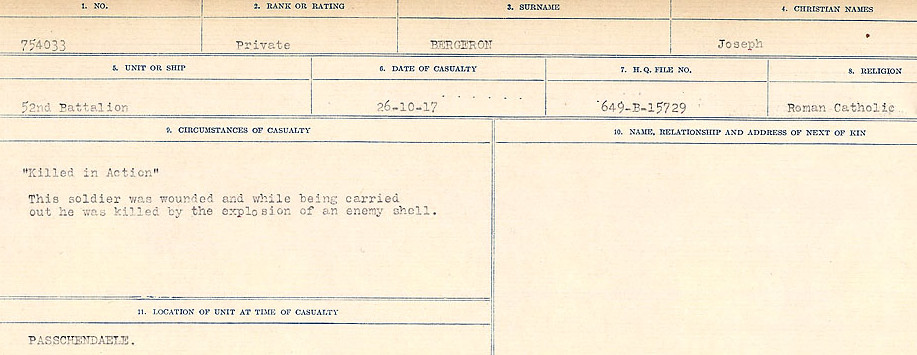 1. NO. 2. RANK OR RATING 3. SURNAME 4. CHRISTIAN NAMES
754033 Private BERGERON Joseph
5. UNIT OR SHIP 6. DATE OF CASUALTY 7. H.Q. FILE NO. 8. RELIGION
52nd Battalion 26-10-17 649-B-15729 Roman Catholic
9. CIRCUMSTANCES OF CASUALTY 10. NAME, RELATIONSHIP AND ADDRESS OF NEXT OF KIN
"Killed in Action"
This soldier was wounded and while being carried
out he was killed by the explosion of an enemy shell.
11. LOCATION OF UNIT AT TIME OF CASUALTY
PASSCHENDAELE.